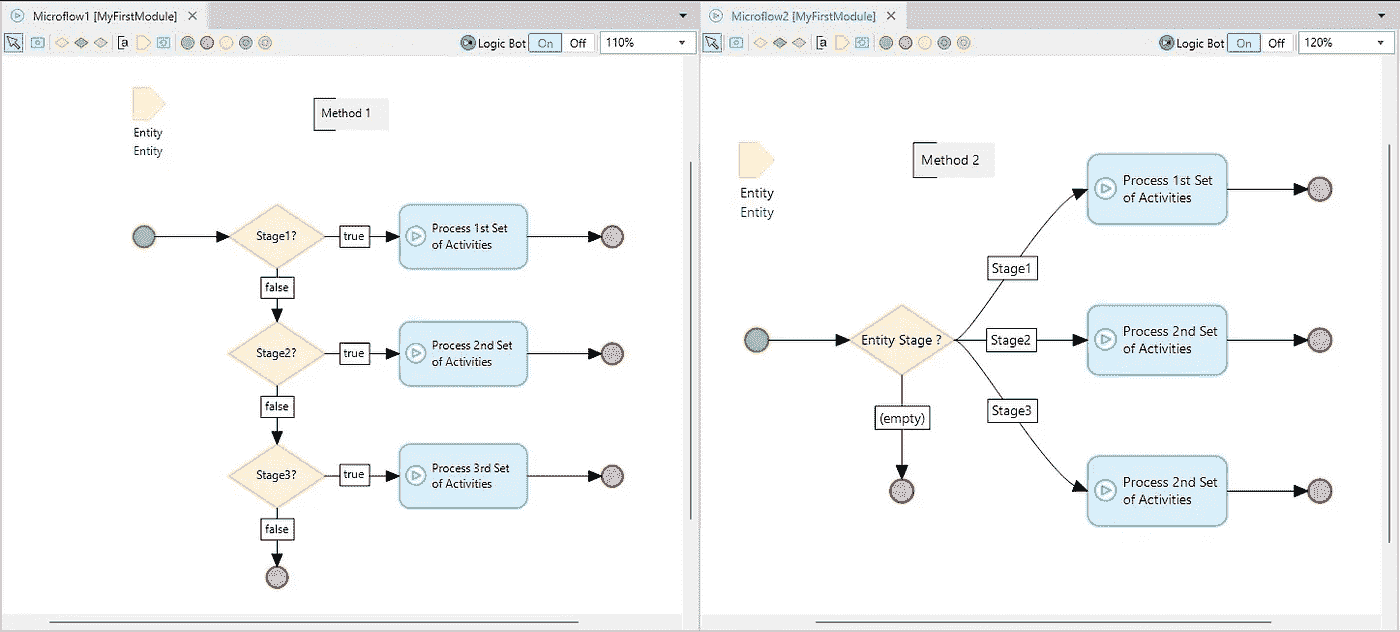 Microflow1 [MyFirstModule]
Logic Bot On Off 110%
Entity
Entity
Method 1
Stage1?
true
Process 1st Set
of Activities
false
Stage2?
true
Process 2nd Set
of Activities
false
Stage3?
true
Process 3rd Set
of Activities
false
Microflow2 [MyFirstModule]
Logic Bot On Off 120%
Entity
Entity
Method 2
Process 1st Set
of Activities
Stage1
Entity Stage ?
Stage2
Process 2nd Set
of Activities
(empty)
Stage3
Process 2nd Set
of Activities